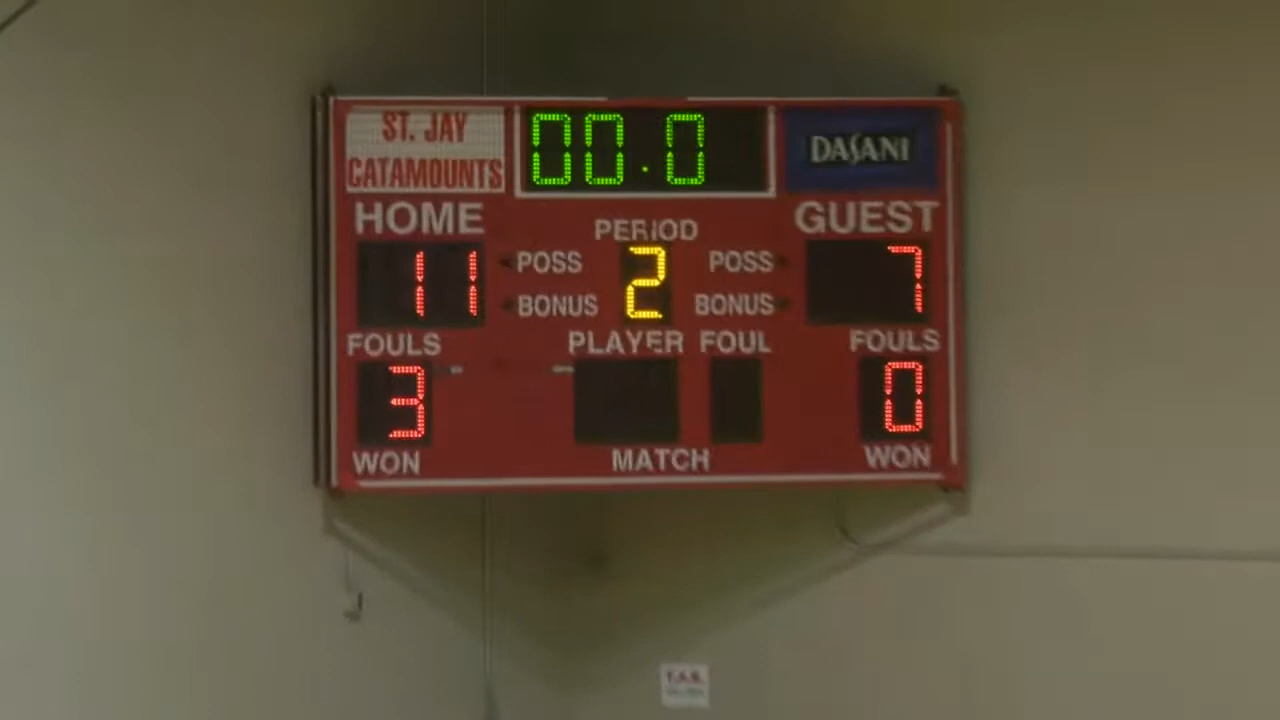 ST. JAY
CATAMOUNTS
00.0
DASANI
HOME
PERIOD
GUEST
11
POSS
2
POSS
7
BONUS
BONUS
FOULS
PLAYER
FOUL
FOULS
3
0
WON
MATCH
WON